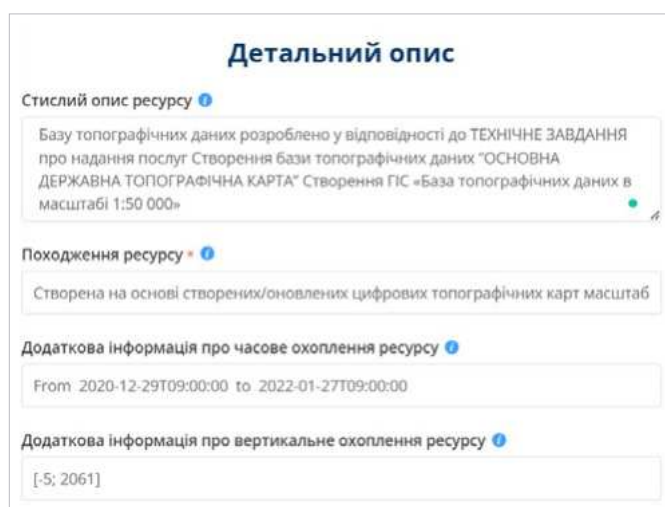 Детальний опис
Стислий опис ресурсу
Базу топографічних даних розроблено у відповідності до ТЕХНІЧНЕ ЗАВДАННЯ
про надання послуг Створення бази топографічних даних "ОСНОВНА
ДЕРЖАВНА ТОПОГРАФІЧНА КАРТА" Створення ГІС «База топографічних даних в
масштабі 1:50 000»
Походження ресурсу *
Створена на основі створених/оновлених цифрових топографічних карт масштаб
Додаткова інформація про часове охоплення ресурсу
From 2020-12-29T09:00:00 to 2022-01-27T09:00:00
Додаткова інформація про вертикальне охоплення ресурсу
[-5; 2061]